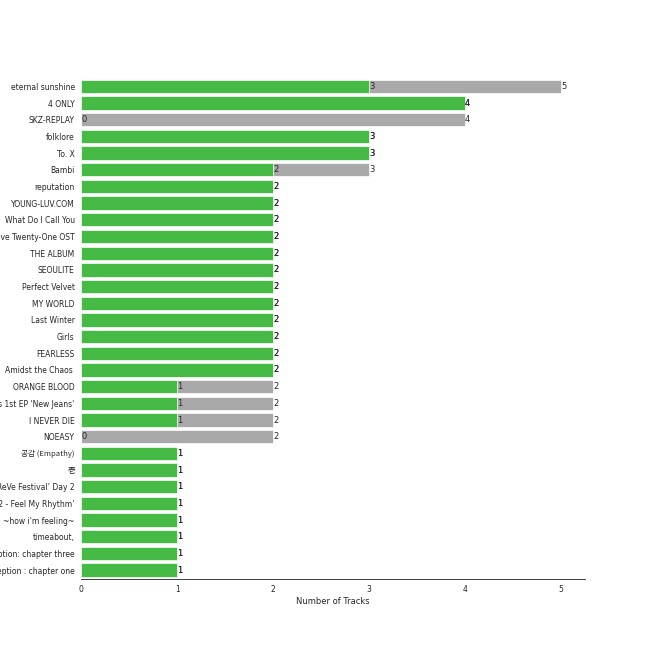 eternal sunshine 3 5
4 ONLY 4
SKZ-REPLAY 0 4
folklore 3
To. X 3
Bambi 2 3
reputation 2
YOUNG-LUV.COM 2
What Do I Call You 2
ve Twenty-One OST 2
THE ALBUM 2
SEOULITE 2
Perfect Velvet 2
MY WORLD 2
Last Winter 2
Girls 2
FEARLESS 2
Amidst the Chaos 2
ORANGE BLOOD 1 2
s 1st EP 'New Jeans' 1 2
I NEVER DIE 1 2
NOEASY 0 2
공감 (Empathy) 1
1
ReVe Festival' Day 2 1
2 - Feel My Rhythm' 1
~how i'm feeling~ 1
timeabout, 1
ption: chapter three 1
eption : chapter one 1
0 1 2 3 4 5
Number of Tracks